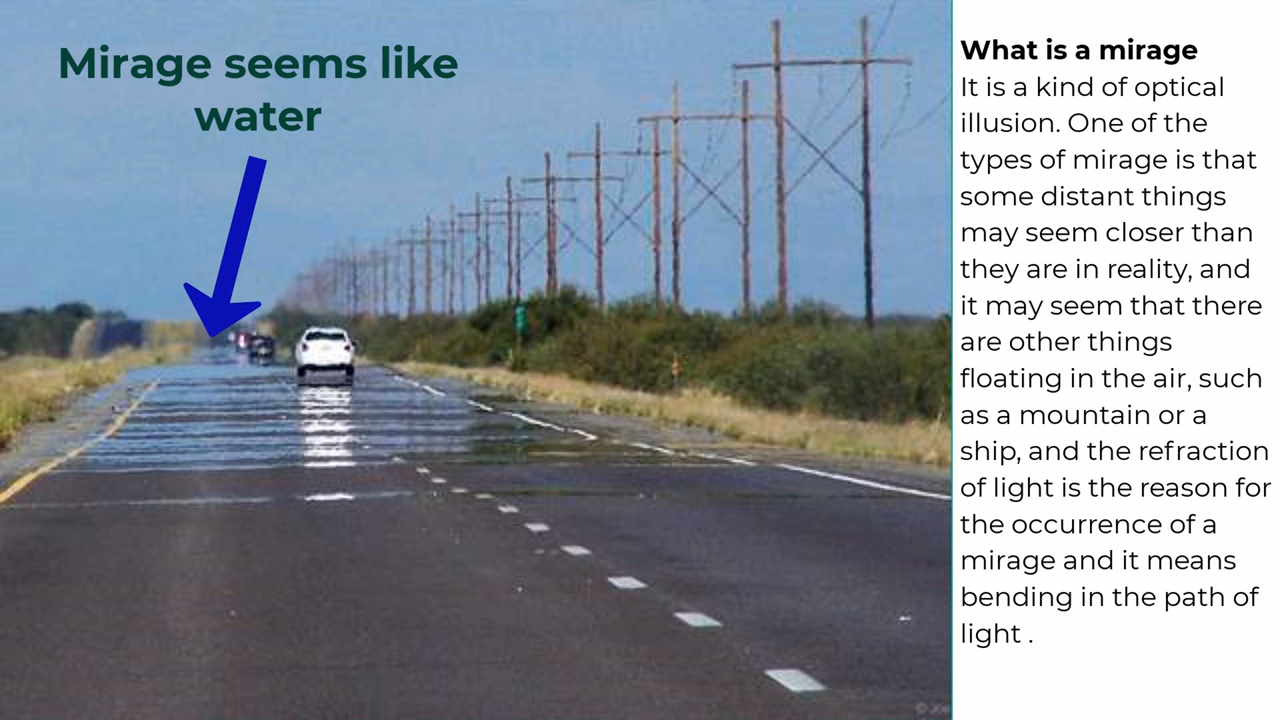 Mirage seems like
water
What is a mirage
It is a kind of optical
illusion. One of the
types of mirage is that
some distant things
may seem closer than
they are in reality, and
it may seem that there
are other things
floating in the air, such
as a mountain or a
ship, and the refraction
of light is the reason for
the occurrence of a
mirage and it means
bending in the path of
light .